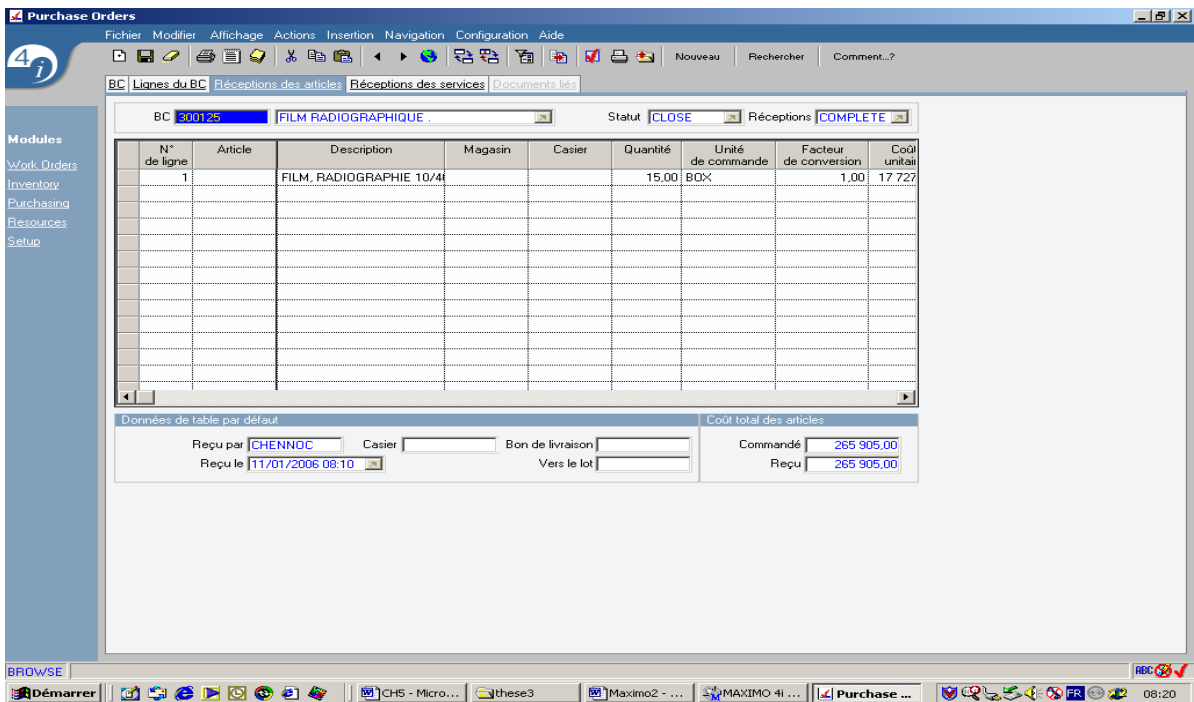 Purchase Orders
Fichier Modifier Affichage Actions Insertion Navigation Configuration Aide
4i
Nouveau Rechercher Comment...?
BC Lignes du BC Réceptions des articles Réceptions des services Documents liés
BC 300125 FILM RADIOGRAPHIQUE . Statut CLOSE Réceptions COMPLETE
Modules
Work Orders
Inventory
Purchasing
Resources
Setup
N° de ligne Article Description Magasin Casier Quantité Unité de commande Facteur de conversion Coû unitai
1 FILM, RADIOGRAPHIE 10/4 15,00 BOX 1,00 17 727
Données de table par défaut Coût total des articles
Reçu par CHENNOC Casier Bon de livraison Commandé 265 905,00
Reçu le 11/01/2006 08:10 Vers le lot Reçu 265 905,00
BROWSE ABC
Démarrer CH5 - Micro... these3 Maximo2 - ... MAXIMO 4i ... Purchase ... FR 08:20